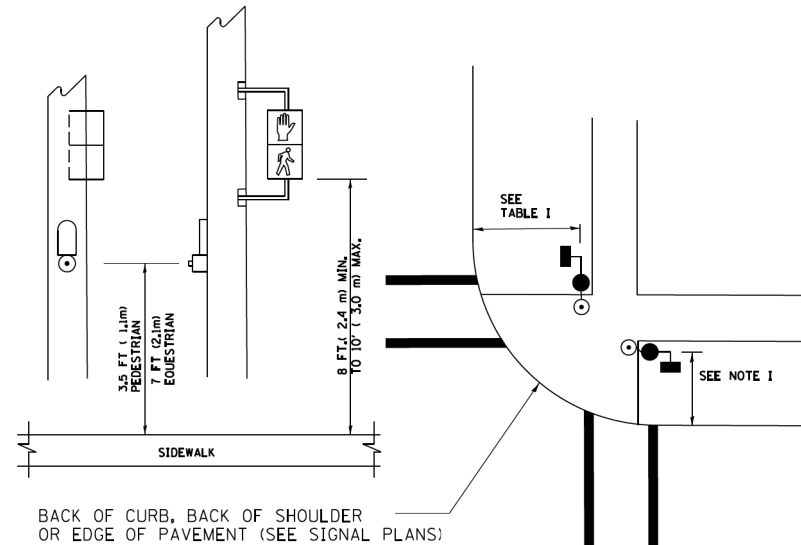 3.5 FT ( 1.1m)
PEDESTRIAN
7 FT (2.1m)
EQUESTRIAN
8 FT.( 2.4 m) MIN.
TO 10' ( 3.0 m) MAX.
SIDEWALK
SEE
TABLE I
SEE NOTE I
BACK OF CURB, BACK OF SHOULDER
OR EDGE OF PAVEMENT (SEE SIGNAL PLANS)